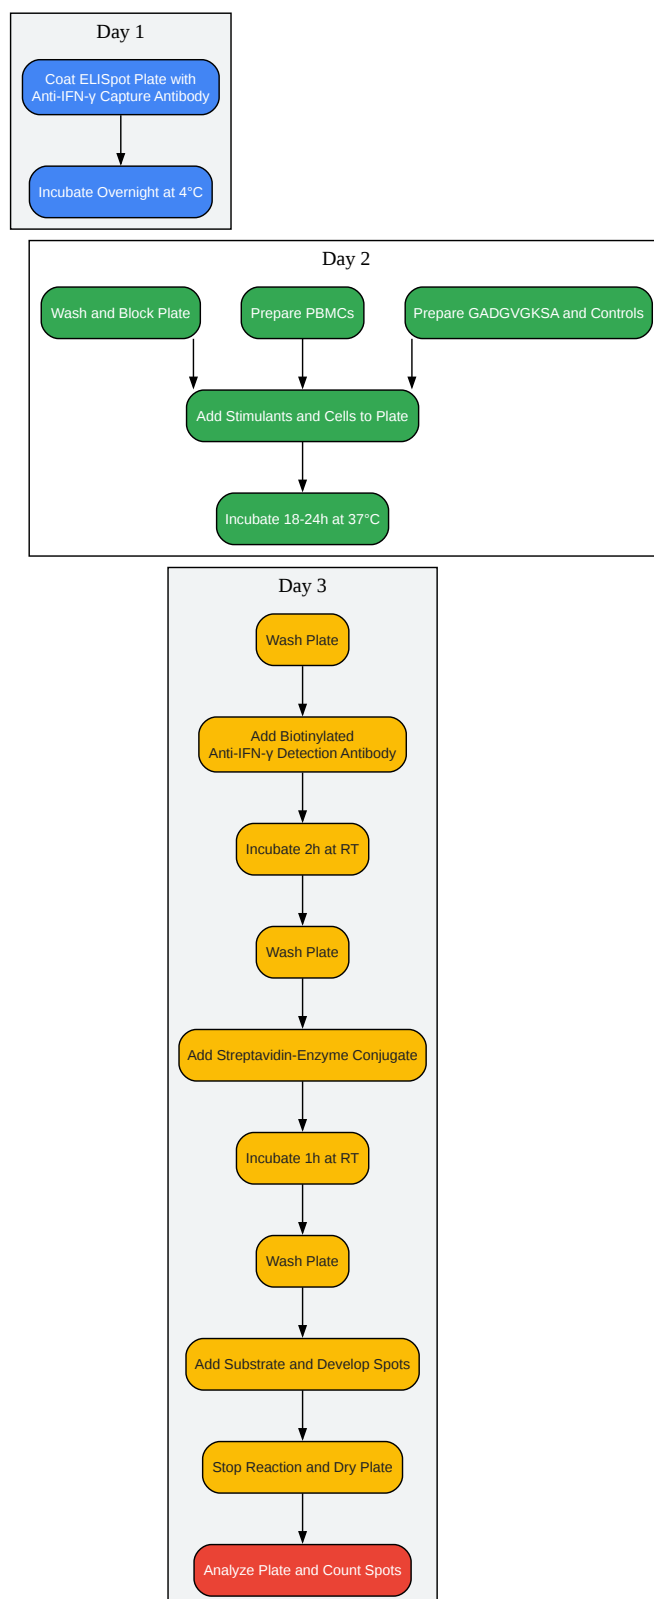 Day 1
Coat ELISpot Plate with
Anti-IFN-γ Capture Antibody
Incubate Overnight at 4°C
Day 2
Wash and Block Plate
Prepare PBMCs
Prepare GADGVGKSA and Controls
Add Stimulants and Cells to Plate
Incubate 18-24h at 37°C
Day 3
Wash Plate
Add Biotinylated
Anti-IFN-γ Detection Antibody
Incubate 2h at RT
Wash Plate
Add Streptavidin-Enzyme Conjugate
Incubate 1h at RT
Wash Plate
Add Substrate and Develop Spots
Stop Reaction and Dry Plate
Analyze Plate and Count Spots